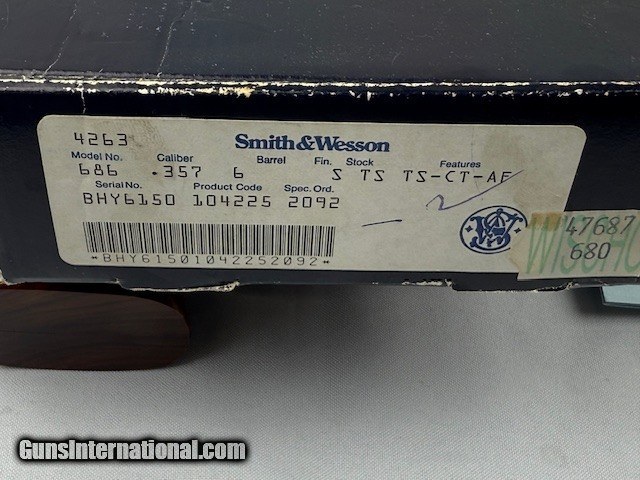 4263
Smith & Wesson
Model No. Caliber Barrel Fin. Stock Features
686 .357 6 S TS TS-CT-AF
Serial No. Product Code Spec. Ord.
BHY6150 104225 2092
- 2
*BHY61501042252092*
47687
680
GunsInternational.com